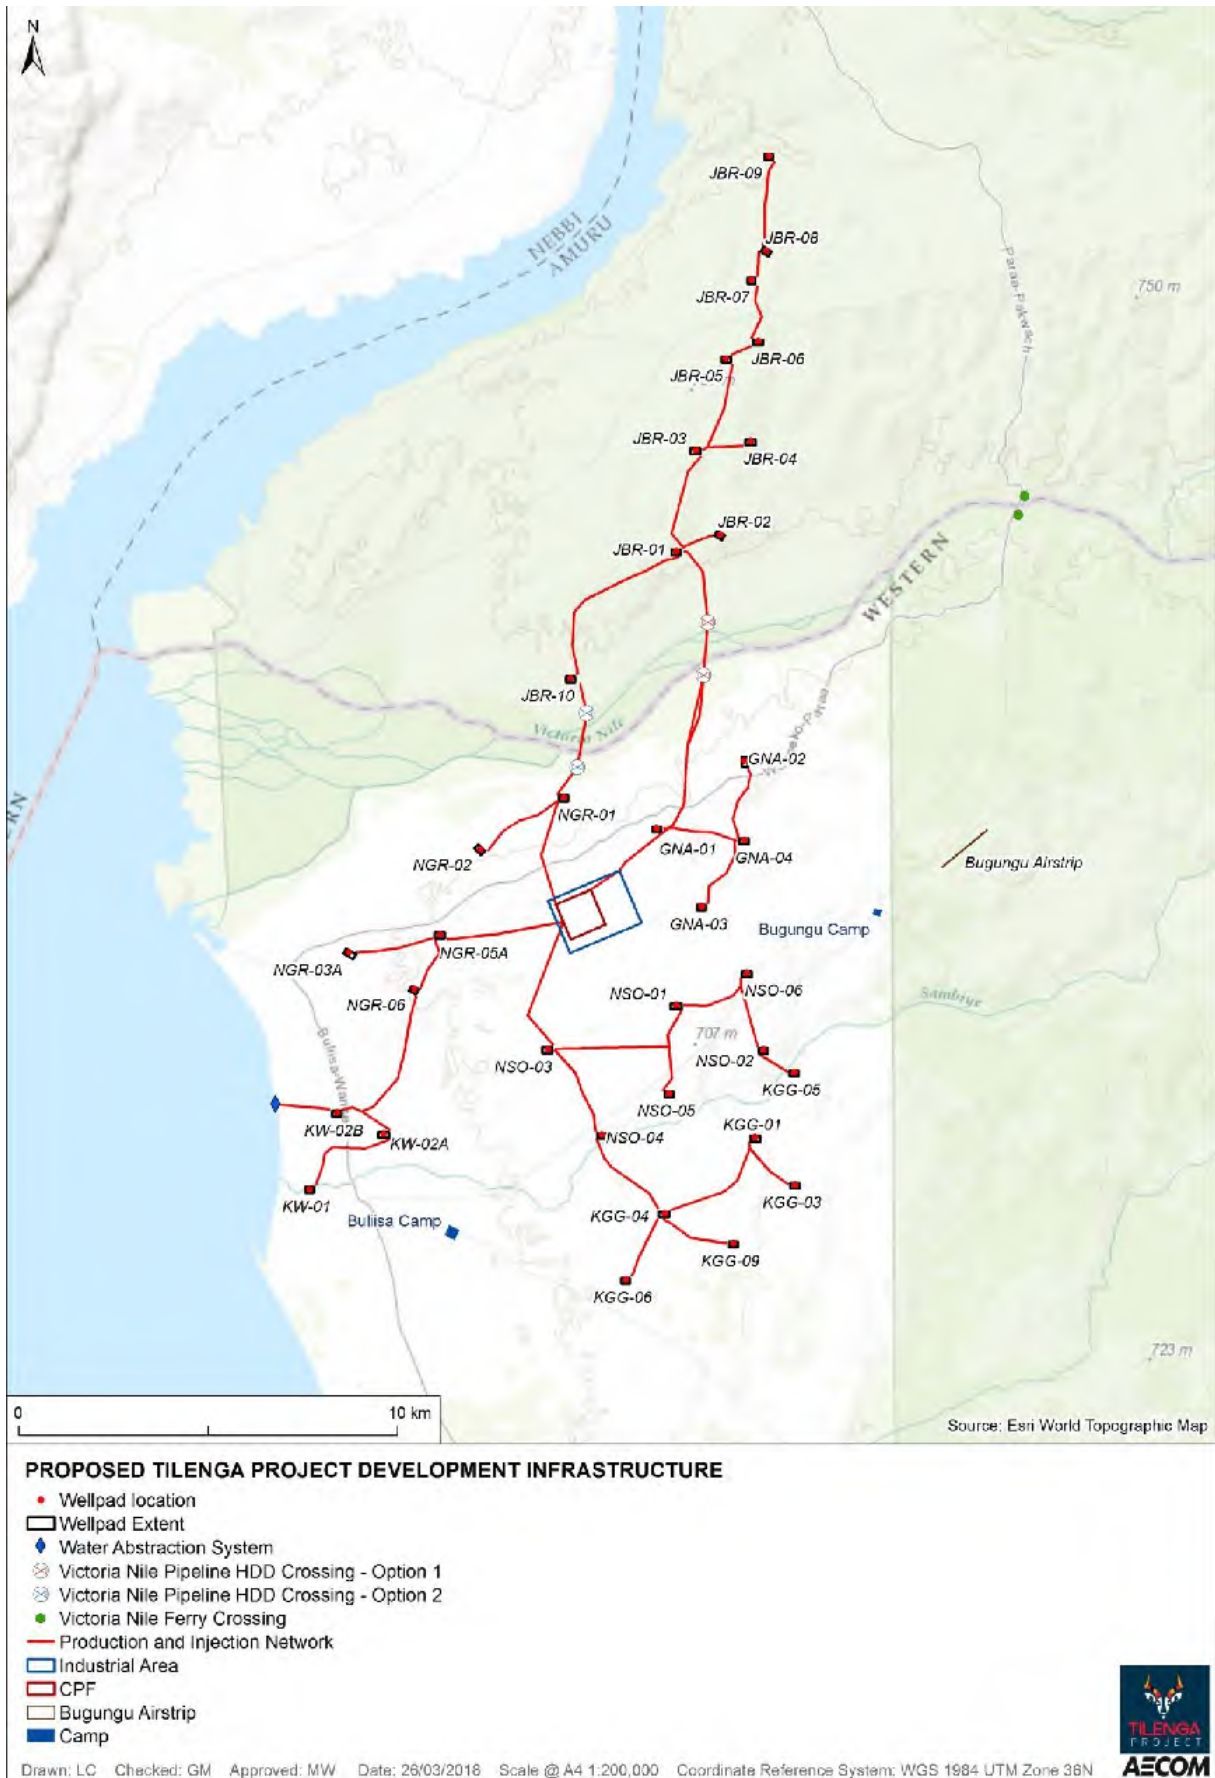 N
JBR-09
NEBBI
AMURU
JBR-08
Paraa-Pakwach
JBR-07
750 m
JBR-06
JBR-05
JBR-03
JBR-04
JBR-02
JBR-01
WESTERN
JBR-10
Victoria Nile
GNA-02
NGR-01
GNA-01
GNA-04
NGR-02
Bugungu Airstrip
GNA-03
Bugungu Camp
NGR-05A
NGR-03A
NGR-06
NSO-01
NSO-06
Sambiye
707 m
NSO-03
NSO-02
KGG-05
NSO-05
KW-02B
KGG-01
KW-02A
NSO-04
KW-01
KGG-03
Buliisa Camp
KGG-04
KGG-09
KGG-06
723 m
0
10 km
Source: Esri World Topographic Map
PROPOSED TILENGA PROJECT DEVELOPMENT INFRASTRUCTURE
Wellpad location
Wellpad Extent
Water Abstraction System
Victoria Nile Pipeline HDD Crossing - Option 1
Victoria Nile Pipeline HDD Crossing - Option 2
Victoria Nile Ferry Crossing
Production and Injection Network
Industrial Area
CPF
Bugungu Airstrip
Camp
TILENGA
PROJECT
AECOM
Drawn: LC Checked: GM Approved: MW Date: 26/03/2018 Scale @ A4 1:200,000 Coordinate Reference System: WGS 1984 UTM Zone 36N